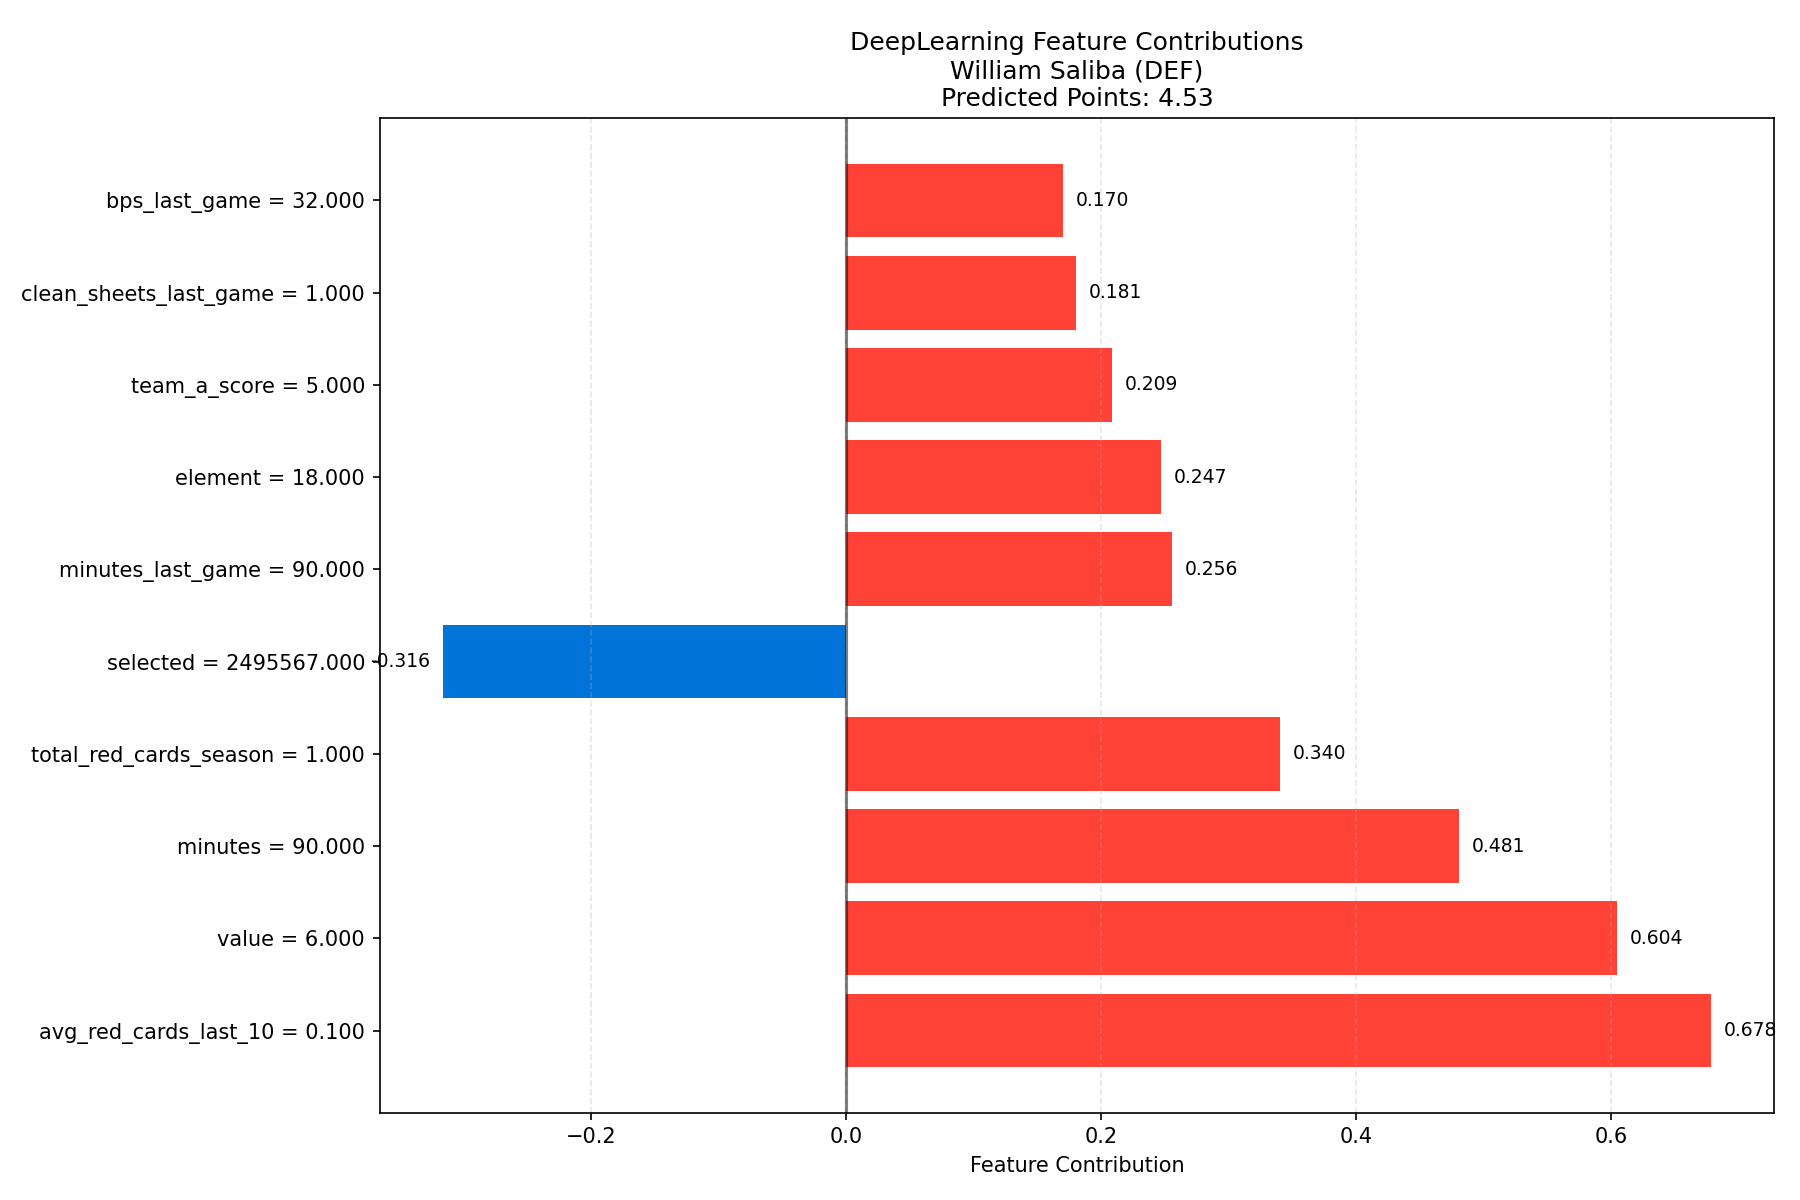 DeepLearning Feature Contributions
William Saliba (DEF)
Predicted Points: 4.53
bps_last_game = 32.000
0.170
clean_sheets_last_game = 1.000
0.181
team_a_score = 5.000
0.209
element = 18.000
0.247
minutes_last_game = 90.000
0.256
selected = 2495567.000
-0.316
total_red_cards_season = 1.000
0.340
minutes = 90.000
0.481
value = 6.000
0.604
avg_red_cards_last_10 = 0.100
0.678
−0.2
0.0
0.2
0.4
0.6
Feature Contribution